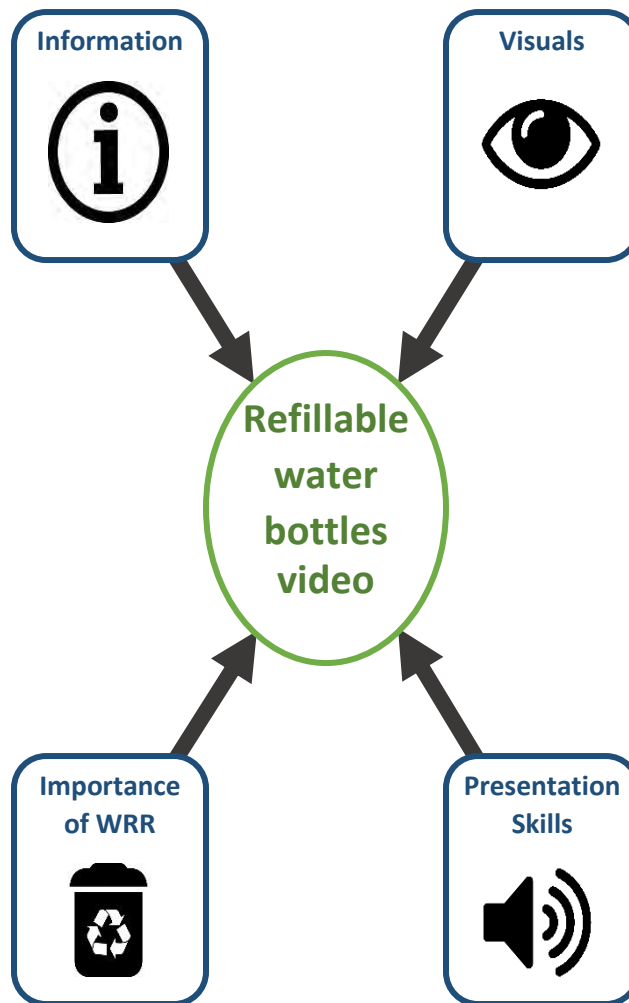 Information
Visuals
Refillable
water
bottles
video
Importance
of WRR
Presentation
Skills